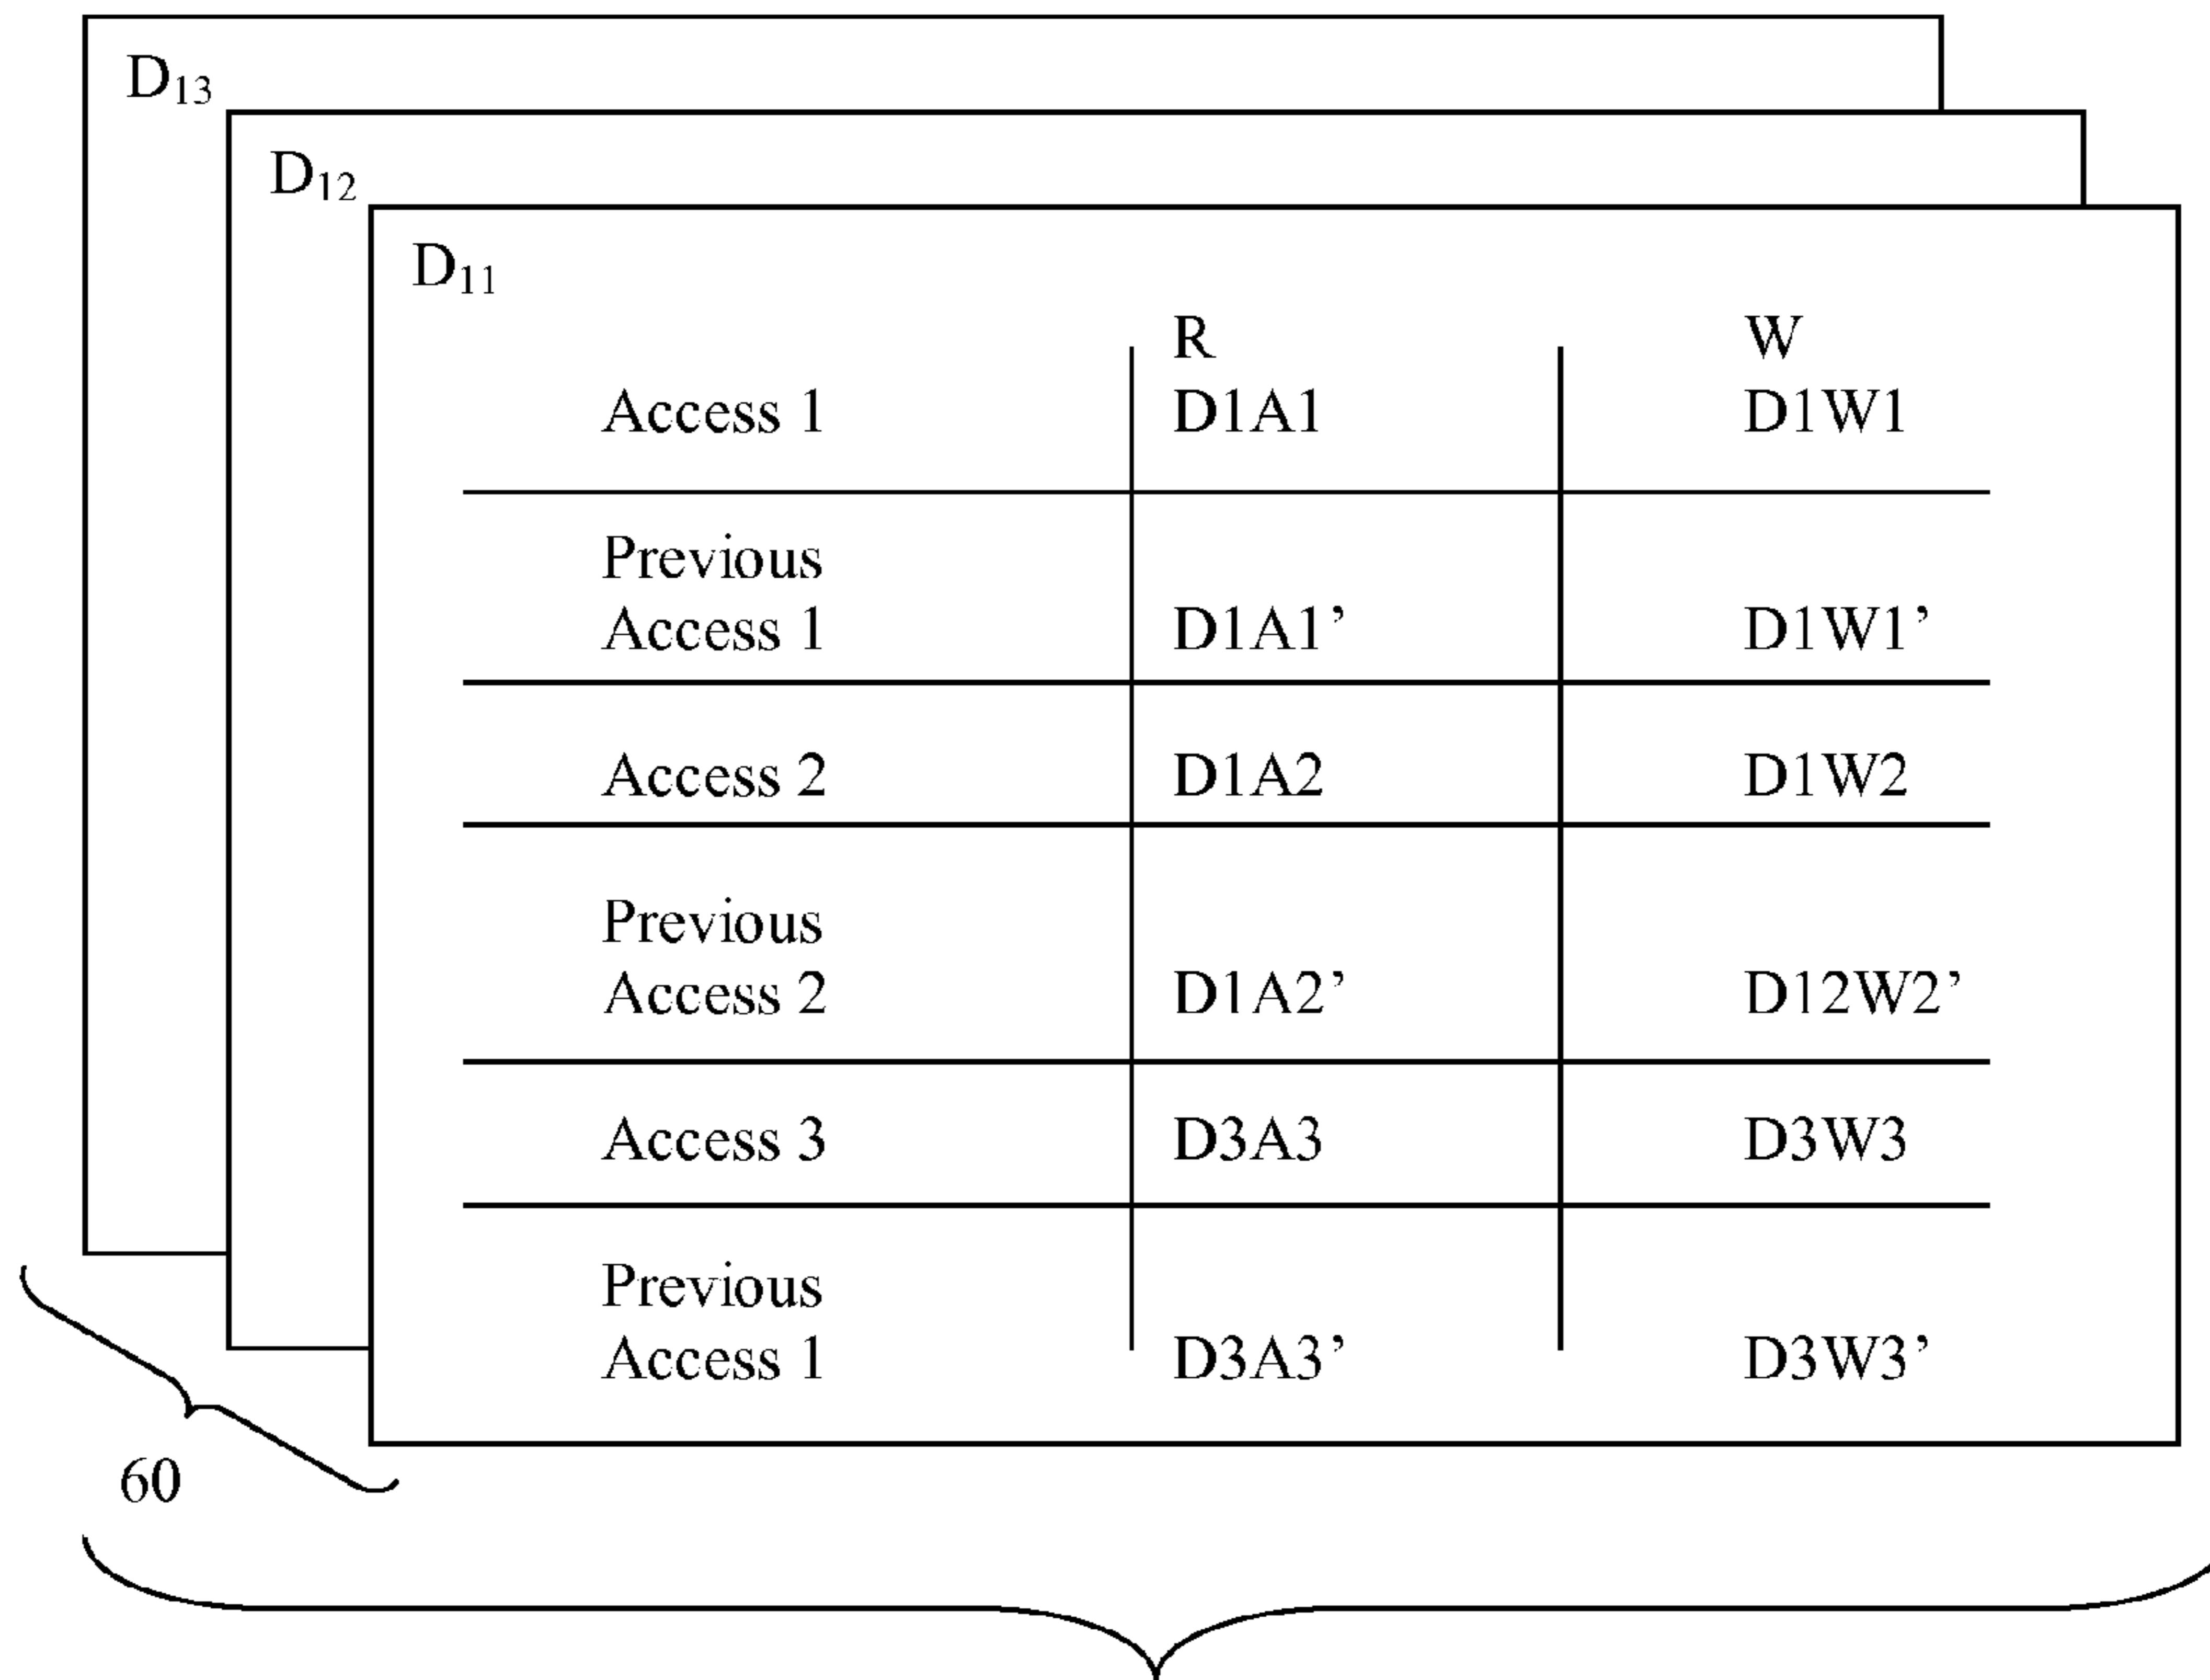 D₁₃
D₁₂
D₁₁
R W
Access 1 D1A1 D1W1
Previous
Access 1 D1A1’ D1W1’
Access 2 D1A2 D1W2
Previous
Access 2 D1A2’ D12W2’
Access 3 D3A3 D3W3
Previous
Access 1 D3A3’ D3W3’
60